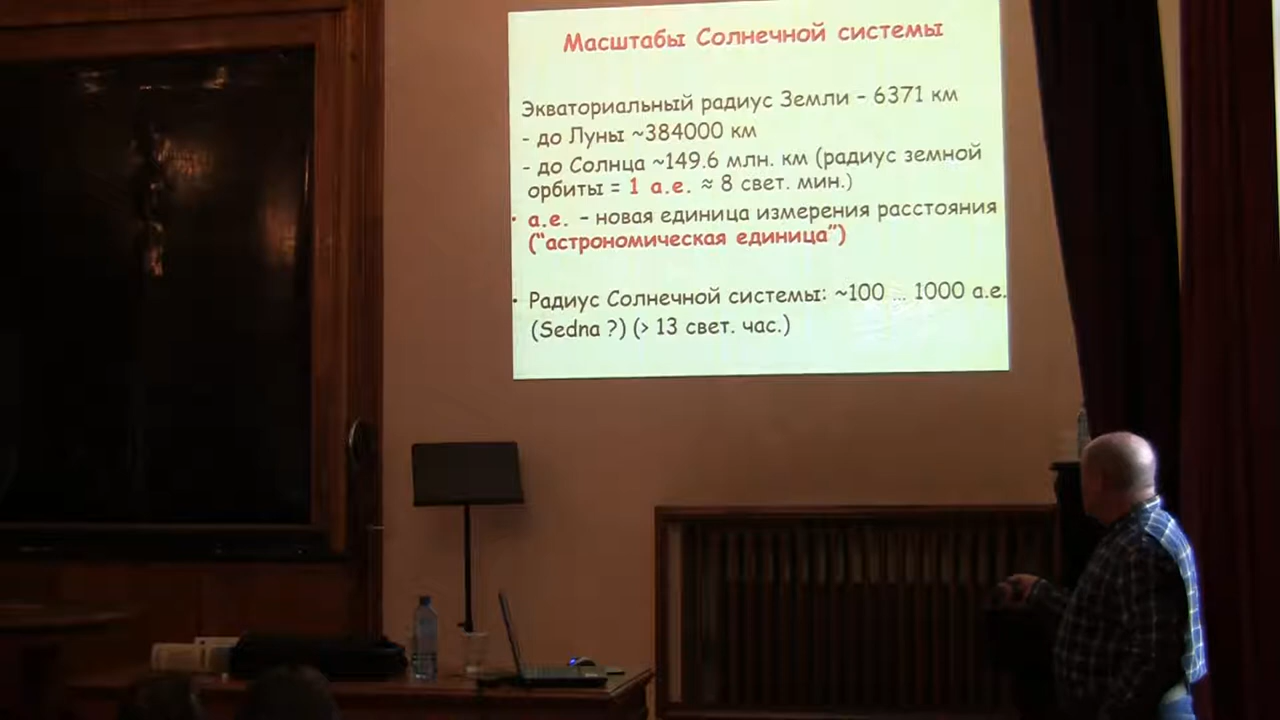 Масштабы Солнечной системы
Экваториальный радиус Земли – 6371 км
- до Луны ~384000 км
- до Солнца ~149.6 млн. км (радиус земной
орбиты = 1 а.е. ≈ 8 свет. мин.)
• а.е. – новая единица измерения расстояния
("астрономическая единица")
• Радиус Солнечной системы: ~100 … 1000 а.е.
(Sedna ?) (> 13 свет. час.)